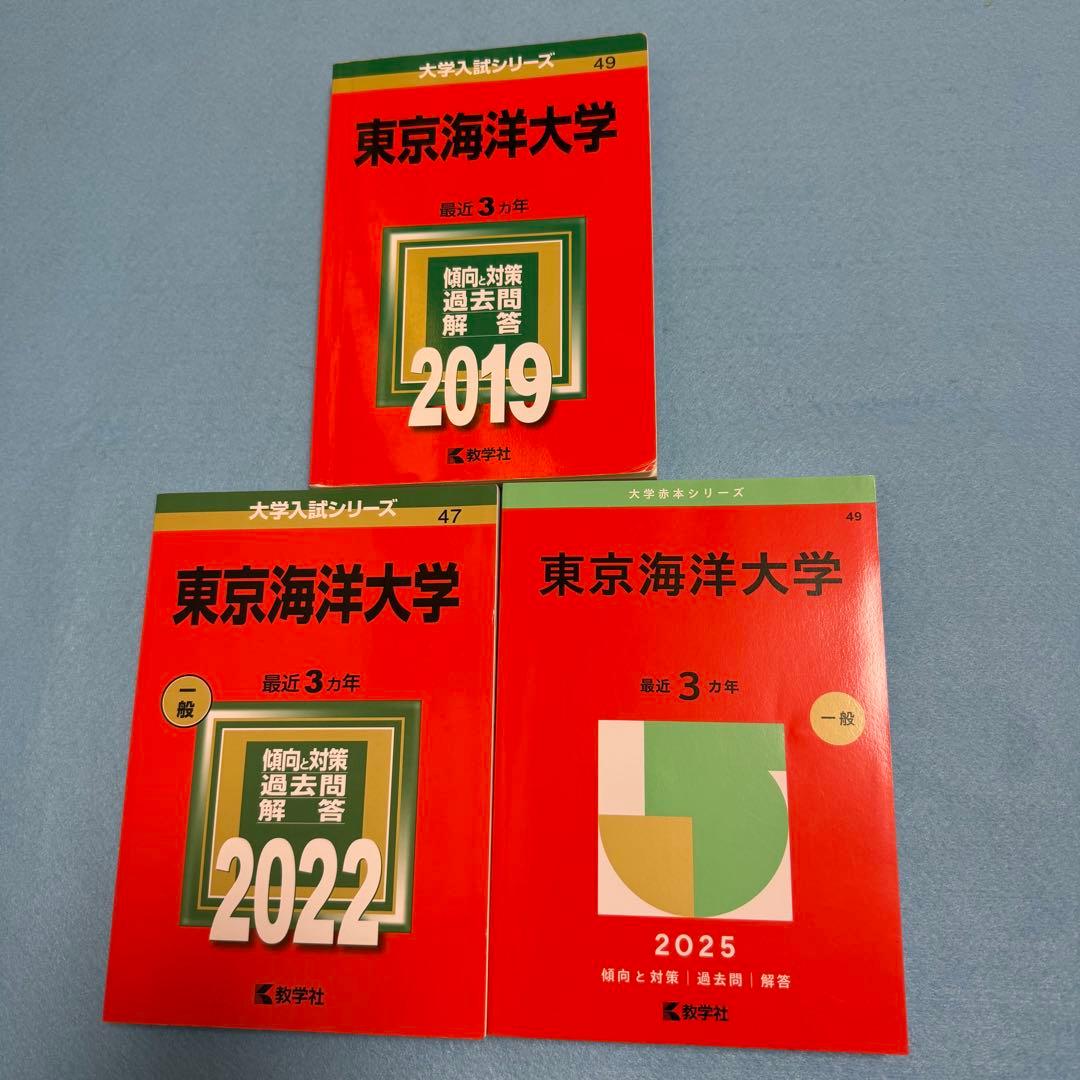 大学入試シリーズ
49
東京海洋大学
最近3カ年
傾向と対策
過去問
解答
2019
教学社
大学入試シリーズ
47
東京海洋大学
一般
最近3カ年
傾向と対策
過去問
解答
2022
教学社
大学赤本シリーズ
49
東京海洋大学
最近3カ年
一般
2025
傾向と対策|過去問|解答
教学社